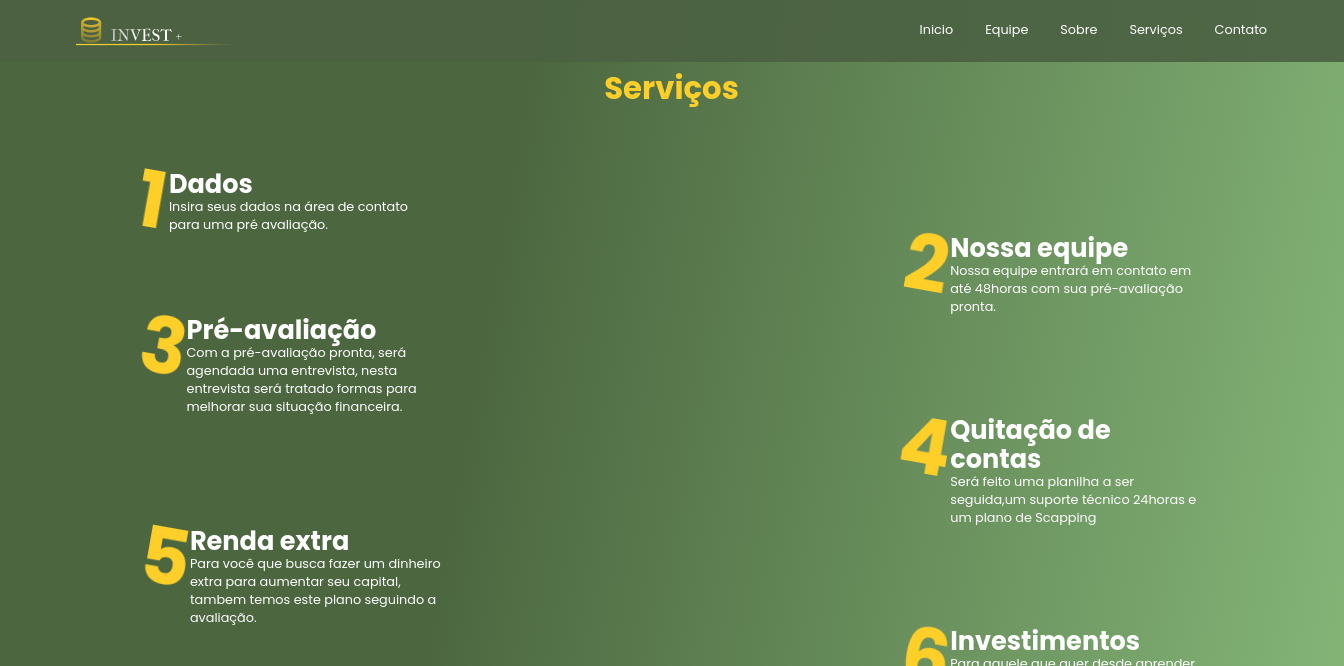 INVEST +
Inicio
Equipe
Sobre
Serviços
Contato
Serviços
1
Dados
Insira seus dados na área de contato
para uma pré avaliação.
2
Nossa equipe
Nossa equipe entrará em contato em
até 48horas com sua pré-avaliação
pronta.
3
Pré-avaliação
Com a pré-avaliação pronta, será
agendada uma entrevista, nesta
entrevista será tratado formas para
melhorar sua situação financeira.
4
Quitação de
contas
Será feito uma planilha a ser
seguida,um suporte técnico 24horas e
um plano de Scapping
5
Renda extra
Para você que busca fazer um dinheiro
extra para aumentar seu capital,
tambem temos este plano seguindo a
avaliação.
6
Investimentos
Para aquele que quer desde aprender